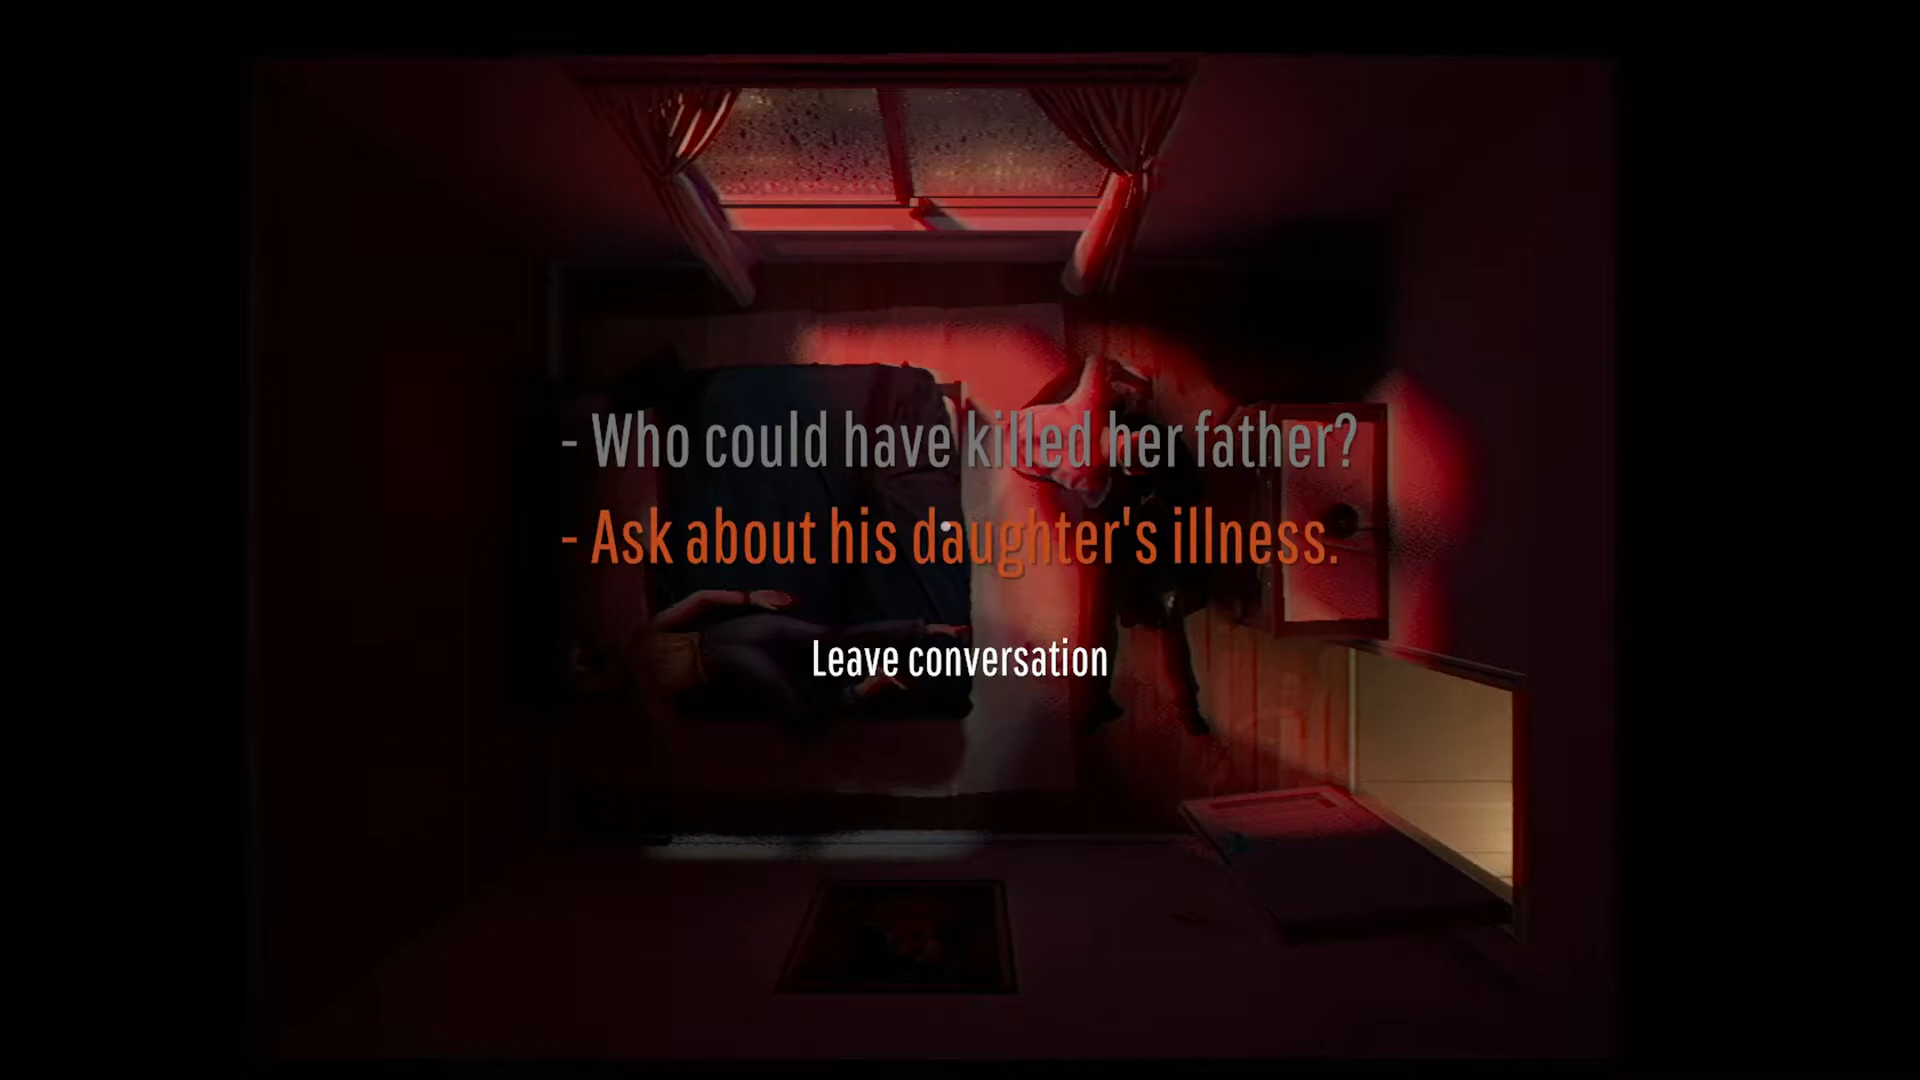 - Who could have killed her father?
- Ask about his daughter's illness.
Leave conversation